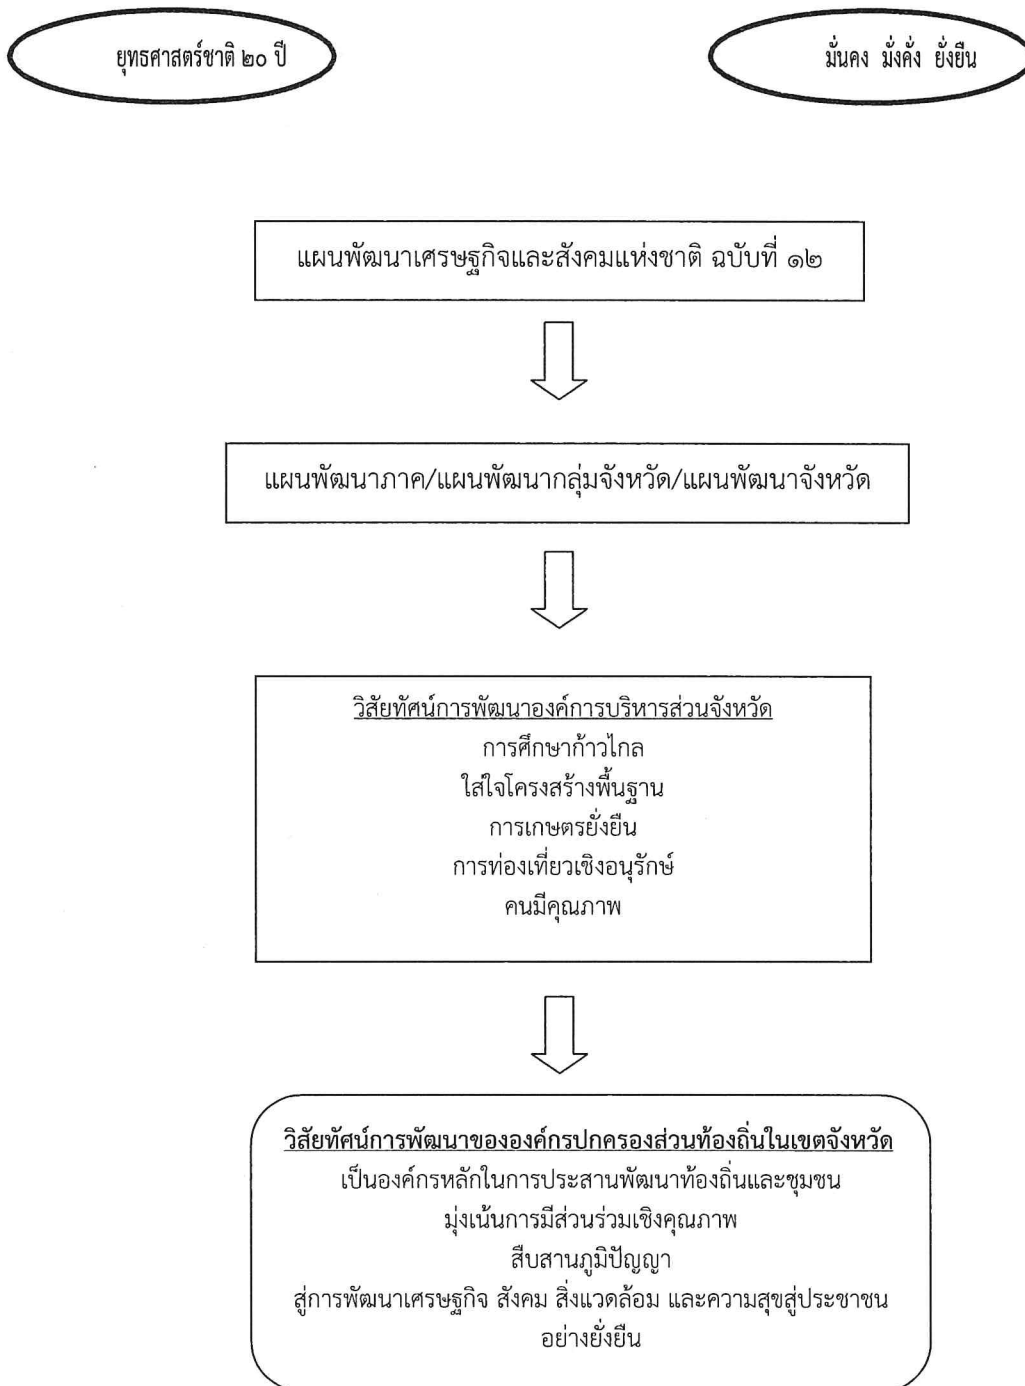 ยุทธศาสตร์ชาติ ๒๐ ปี
มั่นคง มั่งคั่ง ยั่งยืน
แผนพัฒนาเศรษฐกิจและสังคมแห่งชาติ ฉบับที่ ๑๒
แผนพัฒนาภาค/แผนพัฒนากลุ่มจังหวัด/แผนพัฒนาจังหวัด
วิสัยทัศน์การพัฒนาองค์การบริหารส่วนจังหวัด
การศึกษาก้าวไกล
ใส่ใจโครงสร้างพื้นฐาน
การเกษตรยั่งยืน
การท่องเที่ยวเชิงอนุรักษ์
คนมีคุณภาพ
วิสัยทัศน์การพัฒนาขององค์กรปกครองส่วนท้องถิ่นในเขตจังหวัด
เป็นองค์กรหลักในการประสานพัฒนาท้องถิ่นและชุมชน
มุ่งเน้นการมีส่วนร่วมเชิงคุณภาพ
สืบสานภูมิปัญญา
สู่การพัฒนาเศรษฐกิจ สังคม สิ่งแวดล้อม และความสุขสู่ประชาชน
อย่างยั่งยืน